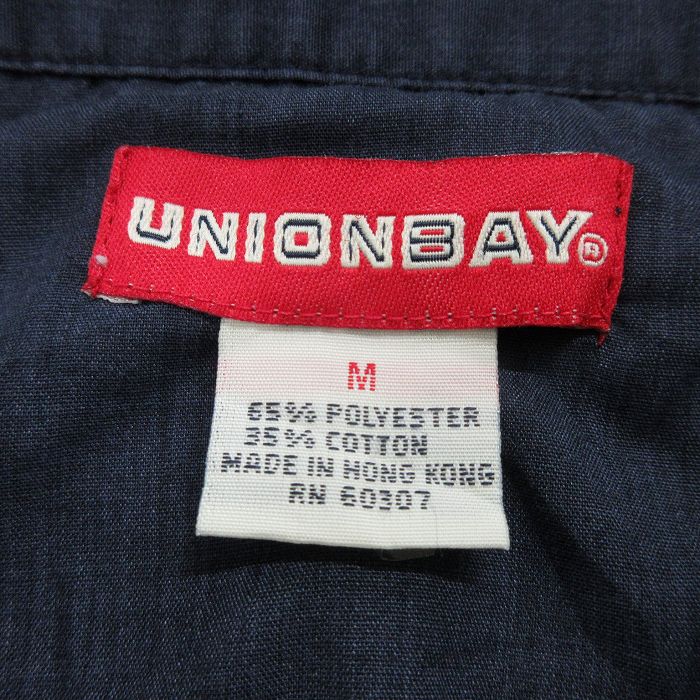 UNIONBAY®
M
65% POLYESTER
35% COTTON
MADE IN HONG KONG
RN 60307